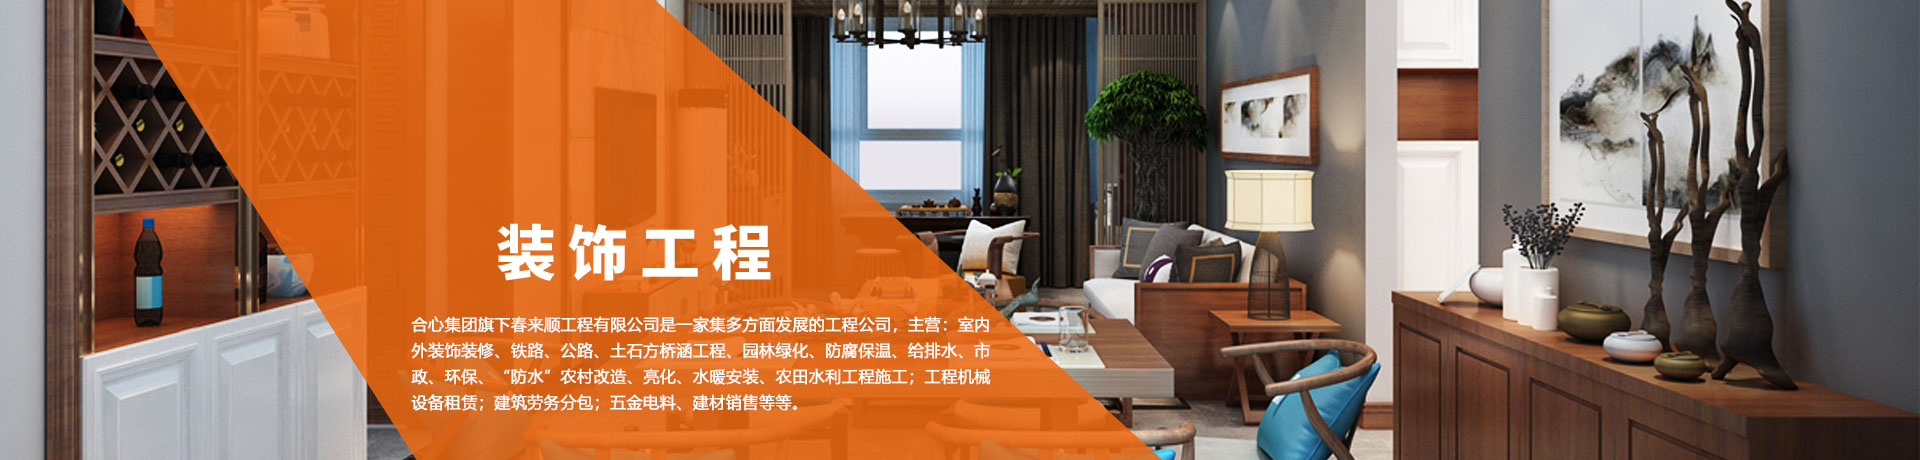 装饰工程
合心集团旗下春来顺工程有限公司是一家集多方面发展的工程公司，主营：室内
外装饰装修、铁路、公路、土石方桥涵工程、园林绿化、防腐保温、给排水、市
政、环保、“防水”农村改造、亮化、水暖安装、农田水利工程施工；工程机械
设备租赁；建筑劳务分包；五金电料、建材销售等等。